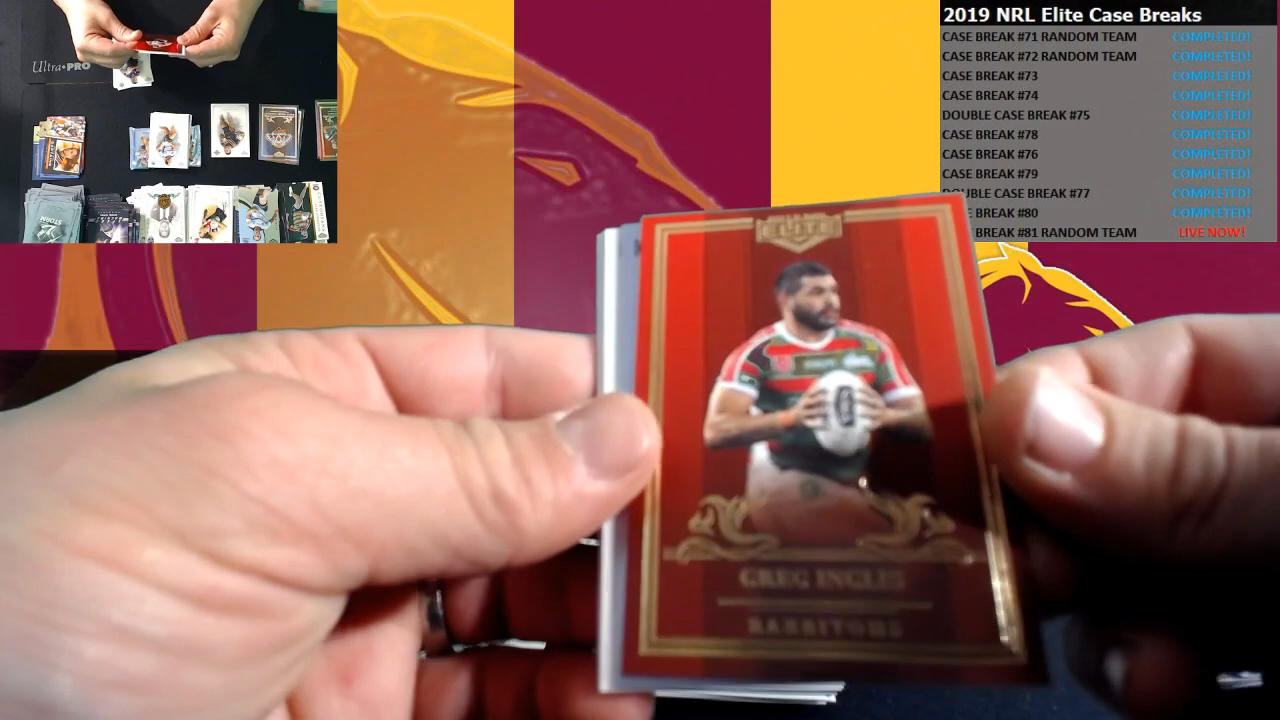 2019 NRL Elite Case Breaks
CASE BREAK #71 RANDOM TEAM COMPLETED!
CASE BREAK #72 RANDOM TEAM COMPLETED!
CASE BREAK #73 COMPLETED!
CASE BREAK #74 COMPLETED!
DOUBLE CASE BREAK #75 COMPLETED!
CASE BREAK #78 COMPLETED!
CASE BREAK #76 COMPLETED!
CASE BREAK #79 COMPLETED!
DOUBLE CASE BREAK #77 COMPLETED!
E BREAK #80 COMPLETED!
BREAK #81 RANDOM TEAM LIVE NOW!
Ultra•PRO
ELITE
GREG INGLIS
RABBITOHS
STORM